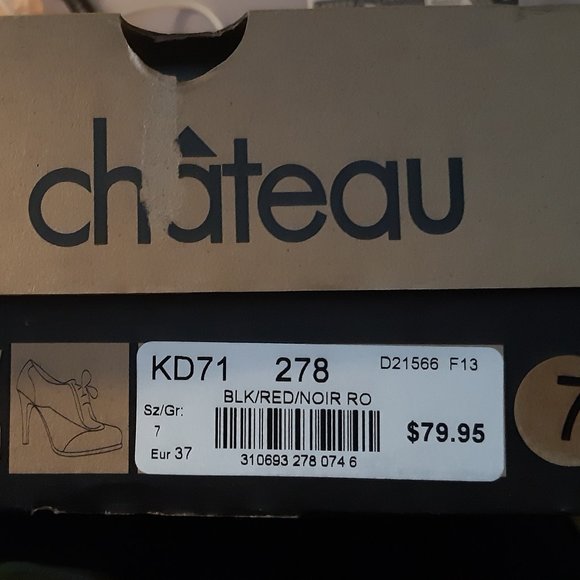 château
KD71 278 D21566 F13
BLK/RED/NOIR RO
Sz/Gr:
7
$79.95
Eur 37
310693 278 074 6
7